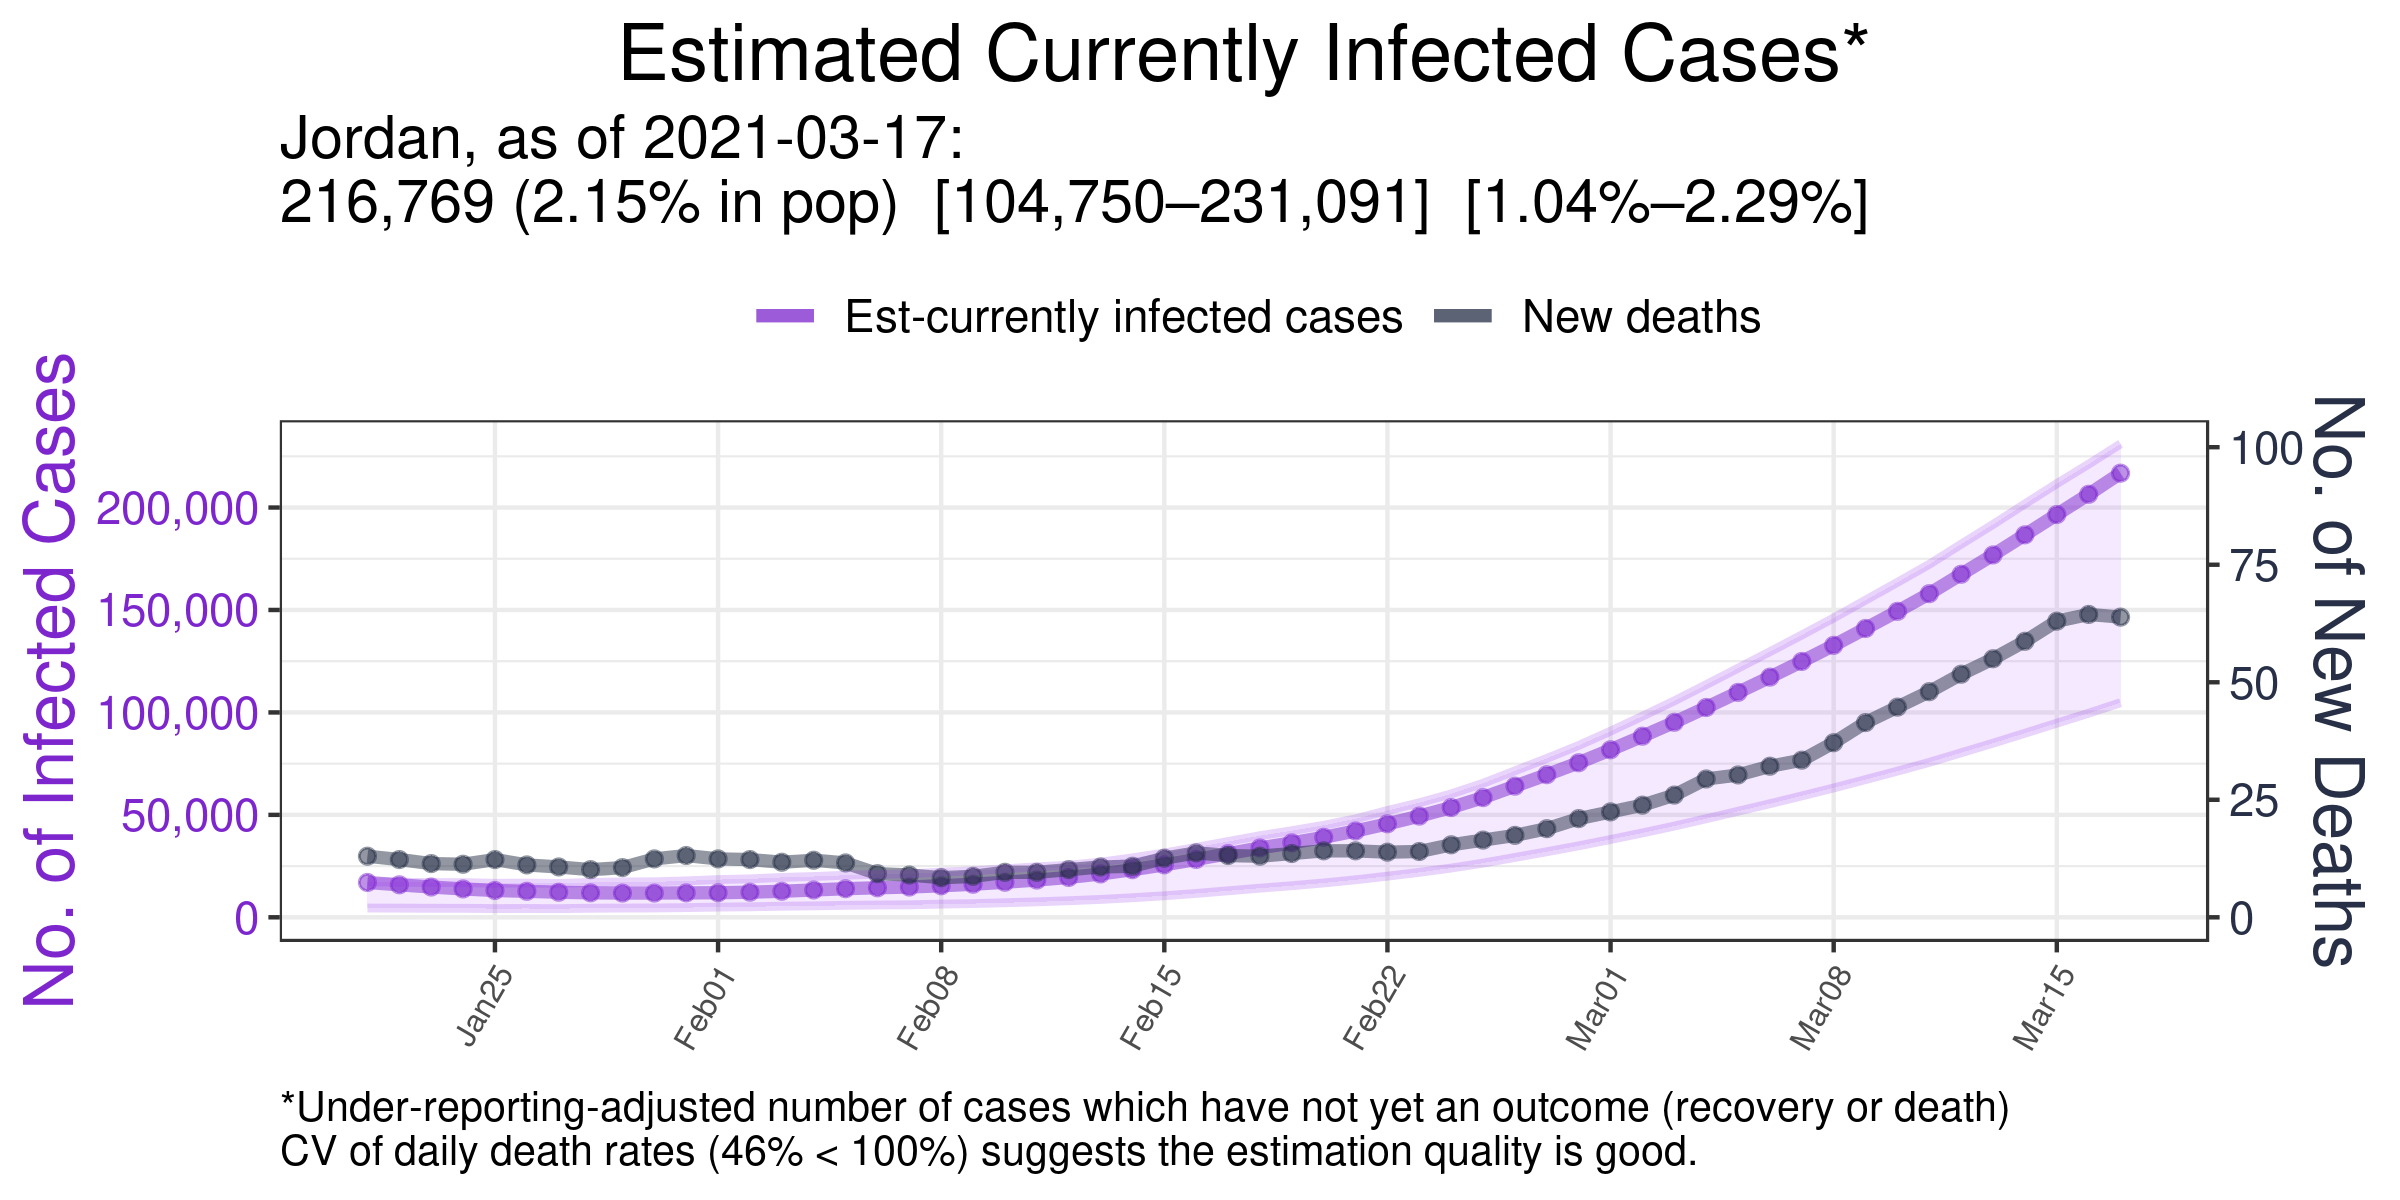 Estimated Currently Infected Cases*
Jordan, as of 2021-03-17:
216,769 (2.15% in pop)  [104,750–231,091]  [1.04%–2.29%]
Est-currently infected cases
New deaths
No. of Infected Cases
200,000
150,000
100,000
50,000
0
100
75
50
25
0
No. of New Deaths
Jan25
Feb01
Feb08
Feb15
Feb22
Mar01
Mar08
Mar15
*Under-reporting-adjusted number of cases which have not yet an outcome (recovery or death)
CV of daily death rates (46% < 100%) suggests the estimation quality is good.